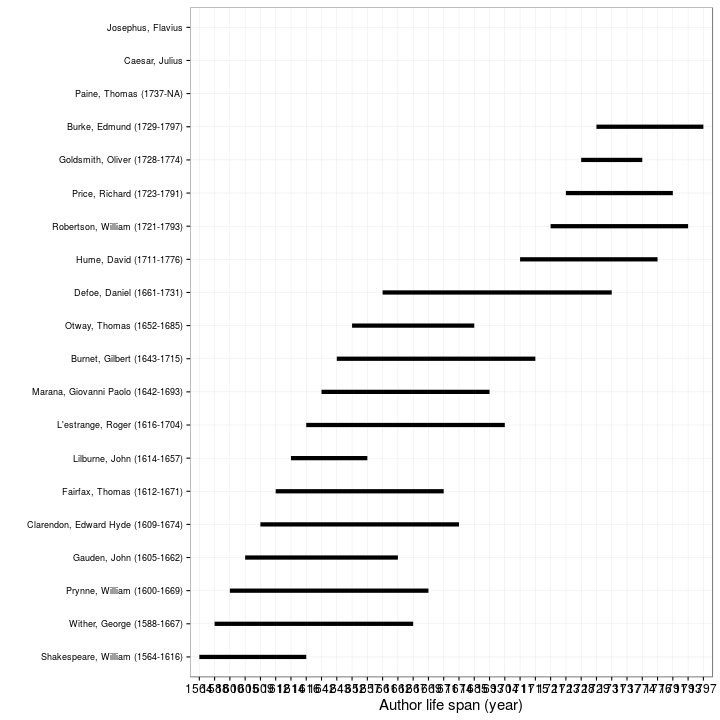 Josephus, Flavius
Caesar, Julius
Paine, Thomas (1737-NA)
Burke, Edmund (1729-1797)
Goldsmith, Oliver (1728-1774)
Price, Richard (1723-1791)
Robertson, William (1721-1793)
Hume, David (1711-1776)
Defoe, Daniel (1661-1731)
Otway, Thomas (1652-1685)
Burnet, Gilbert (1643-1715)
Marana, Giovanni Paolo (1642-1693)
L'estrange, Roger (1616-1704)
Lilburne, John (1614-1657)
Fairfax, Thomas (1612-1671)
Clarendon, Edward Hyde (1609-1674)
Gauden, John (1605-1662)
Prynne, William (1600-1669)
Wither, George (1588-1667)
Shakespeare, William (1564-1616)
Author life span (year)